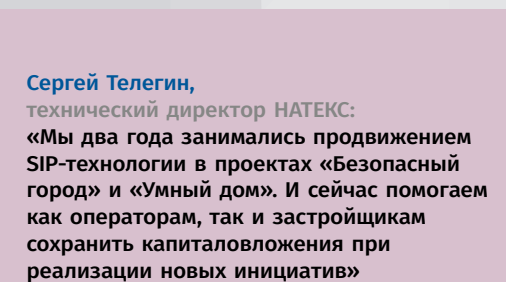 Сергей Телегин,
технический директор НАТЕКС:
«Мы два года занимались продвижением
SIP-технологии в проектах «Безопасный
город» и «Умный дом». И сейчас помогаем
как операторам, так и застройщикам
сохранить капиталовложения при
реализации новых инициатив»